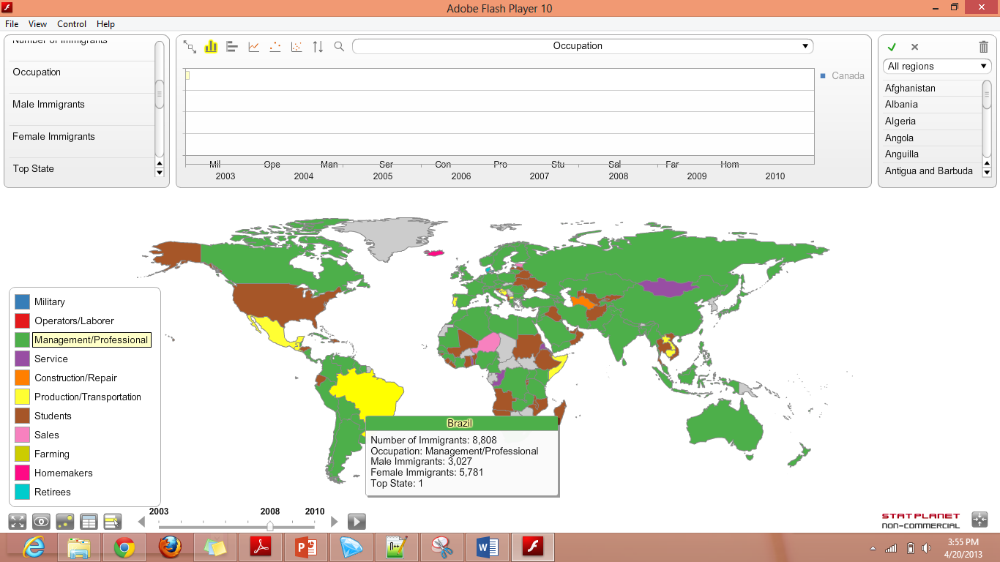 Adobe Flash Player 10
File View Control Help
Number of Immigrants
Occupation
Male Immigrants
Female Immigrants
Top State
Occupation
Canada
Mil Ope Man Ser Con Pro Stu Sal Far Hom
2003 2004 2005 2006 2007 2008 2009 2010
All regions
Afghanistan
Albania
Algeria
Angola
Anguilla
Antigua and Barbuda
Military
Operators/Laborer
Management/Professional
Service
Construction/Repair
Production/Transportation
Students
Sales
Farming
Homemakers
Retirees
Brazil
Number of Immigrants: 8,808
Occupation: Management/Professional
Male Immigrants: 3,027
Female Immigrants: 5,781
Top State: 1
2003 2008 2010
STATPLANET
NON-COMMERCIAL
3:55 PM
4/20/2013